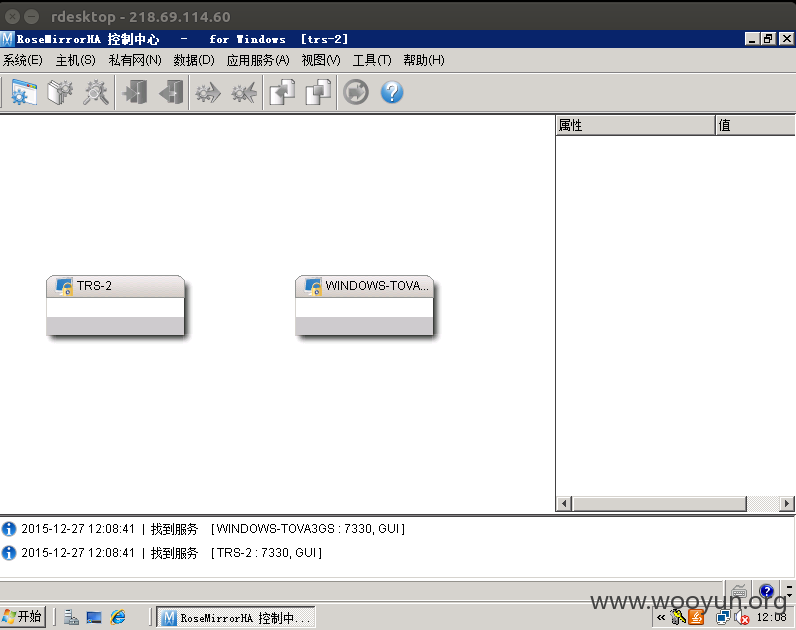 rdesktop - 218.69.114.60
RoseMirrorHA 控制中心 - for Windows [trs-2]
系统(E) 主机(S) 私有网(N) 数据(D) 应用服务(A) 视图(V) 工具(T) 帮助(H)
属性 值
TRS-2 WINDOWS-TOVA...
2015-12-27 12:08:41 | 找到服务 [WINDOWS-TOVA3GS : 7330, GUI]
2015-12-27 12:08:41 | 找到服务 [TRS-2 : 7330, GUI]
www.wooyun.org
开始 RoseMirrorHA 控制中... 12:08